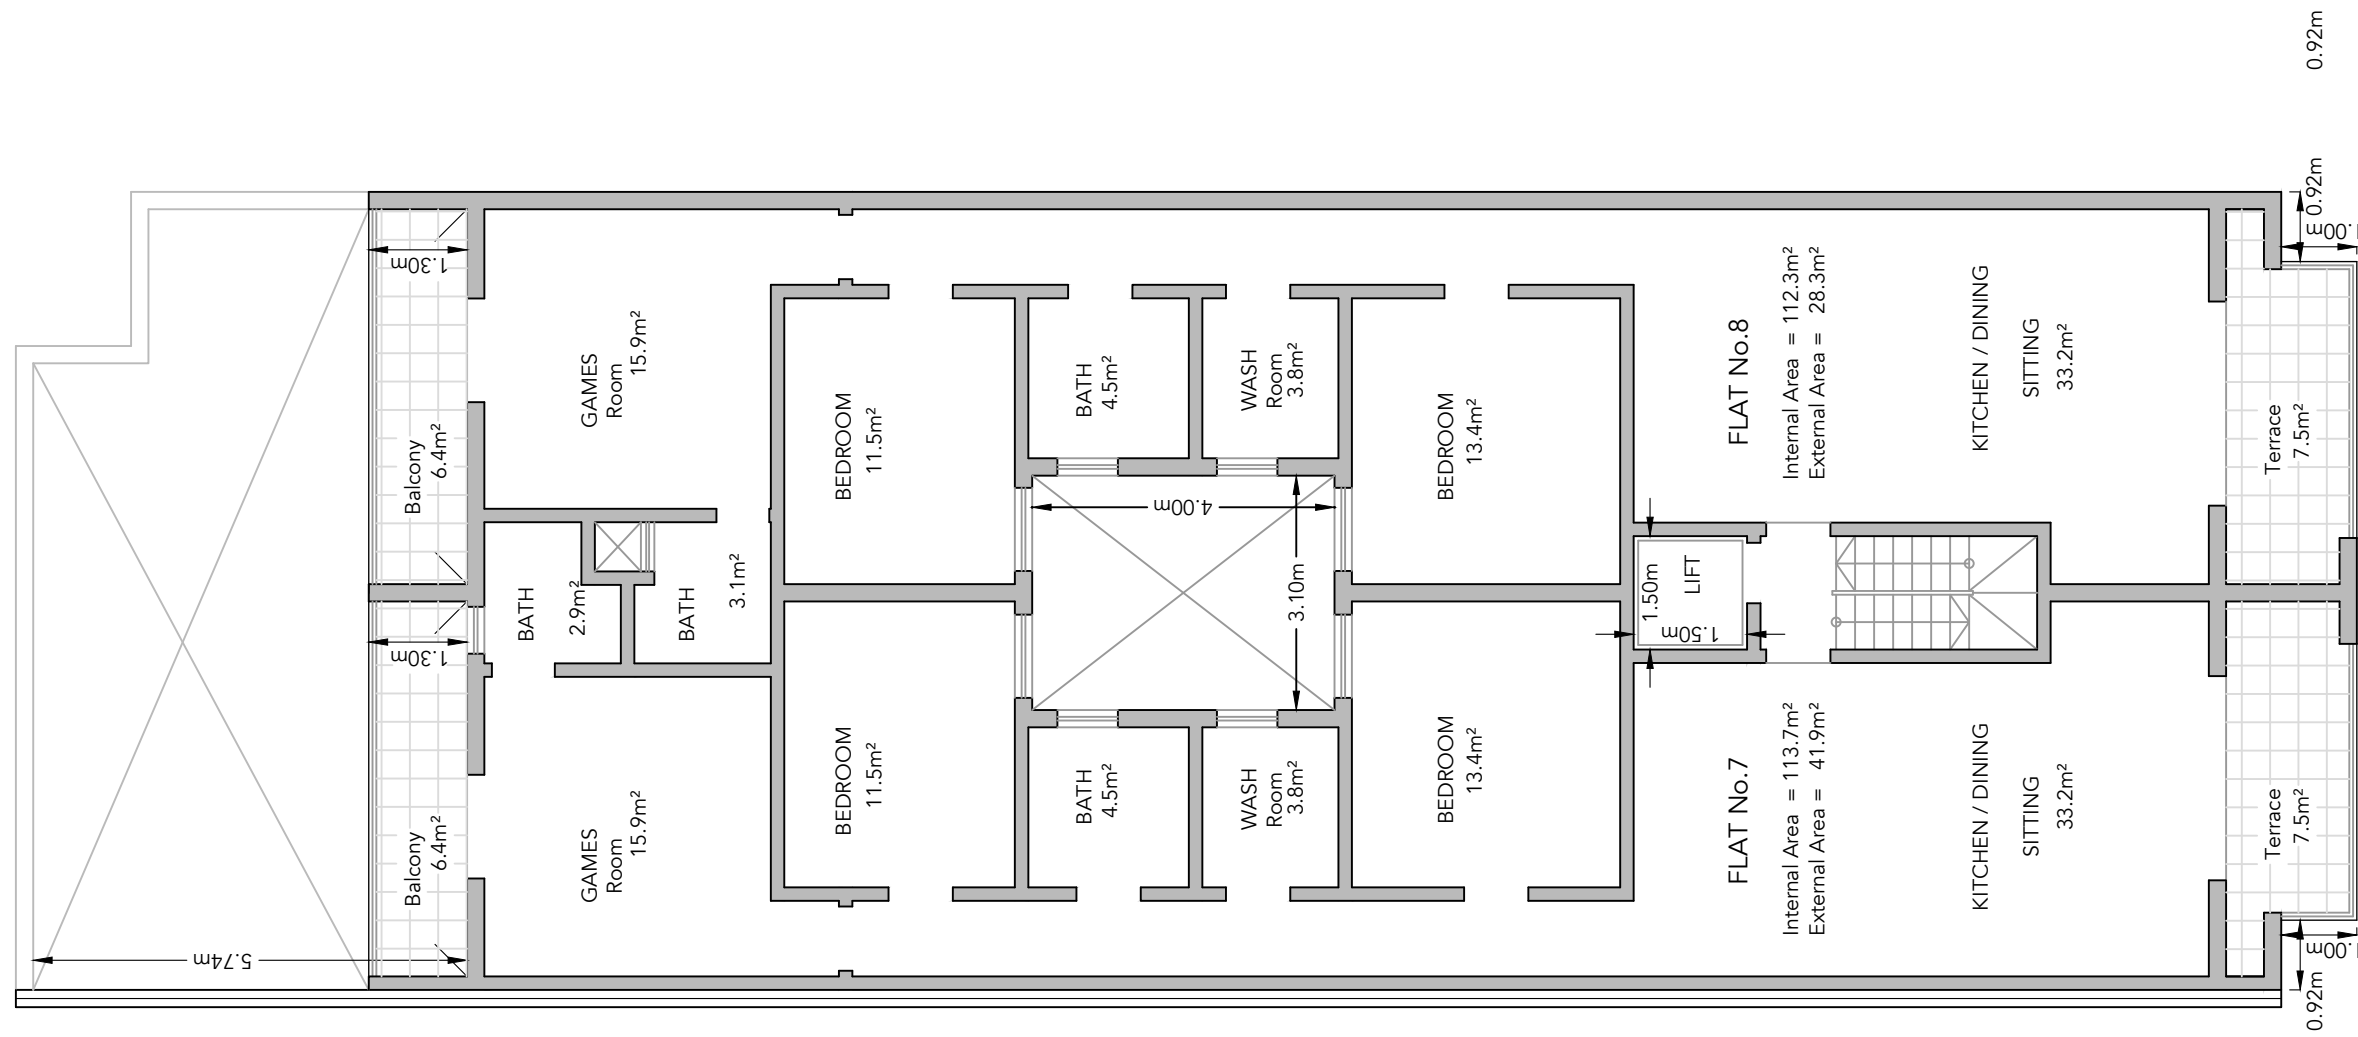 0.92m
0.92m
1.00
1.30m
GAMES
Room
15.9m²
Balcony
6.4m²
BEDROOM
11.5m²
BATH
4.5m²
WASH
Room
3.8m²
BEDROOM
13.4m²
FLAT No.8
Internal Area = 112.3m²
External Area = 28.3m²
KITCHEN / DINING
SITTING
33.2m²
Terrace
7.5m²
4.00m
3.10m
1.50m
LIFT
1.50m
BATH
2.9m²
BATH
3.1m²
1.30m
GAMES
Room
15.9m²
Balcony
6.4m²
BEDROOM
11.5m²
BATH
4.5m²
WASH
Room
3.8m²
BEDROOM
13.4m²
FLAT No.7
Internal Area = 113.7m²
External Area = 41.9m²
KITCHEN / DINING
SITTING
33.2m²
Terrace
7.5m²
5.74m
1.00m
0.92m